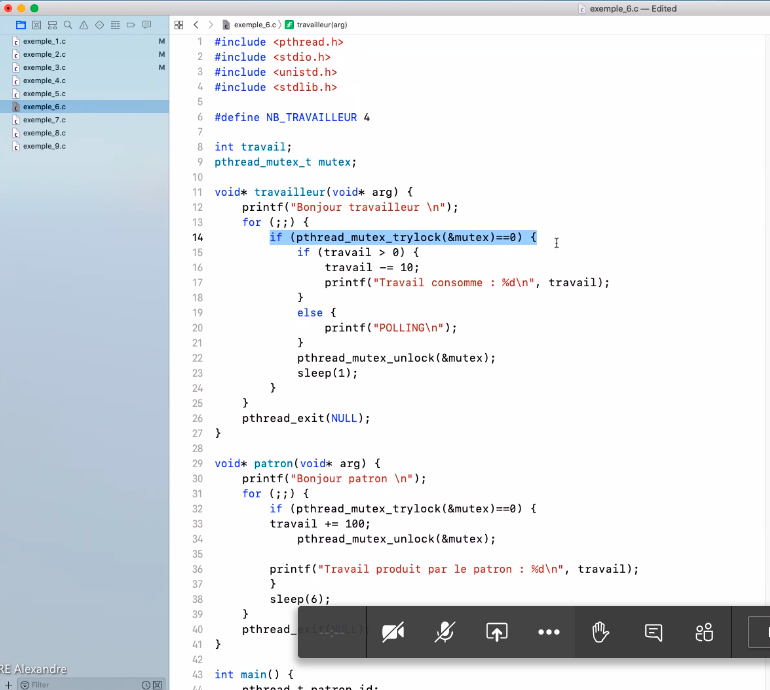 exemple_6.c — Edited
exemple_6.c
travailleur(arg)
exemple_1.c M
exemple_2.c M
exemple_3.c M
exemple_4.c
exemple_5.c
exemple_6.c
exemple_7.c
exemple_8.c
exemple_9.c
1 #include <pthread.h>
2 #include <stdio.h>
3 #include <unistd.h>
4 #include <stdlib.h>
5
6 #define NB_TRAVAILLEUR 4
7
8 int travail;
9 pthread_mutex_t mutex;
10
11 void* travailleur(void* arg) {
12     printf("Bonjour travailleur \n");
13     for (;;) {
14         if (pthread_mutex_trylock(&mutex)==0) {
15             if (travail > 0) {
16                 travail -= 10;
17                 printf("Travail consomme : %d\n", travail);
18             }
19             else {
20                 printf("POLLING\n");
21             }
22             pthread_mutex_unlock(&mutex);
23             sleep(1);
24         }
25     }
26     pthread_exit(NULL);
27 }
28
29 void* patron(void* arg) {
30     printf("Bonjour patron \n");
31     for (;;) {
32         if (pthread_mutex_trylock(&mutex)==0) {
33         travail += 100;
34             pthread_mutex_unlock(&mutex);
35
36         printf("Travail produit par le patron : %d\n", travail);
37         }
38         sleep(6);
39     }
40     pthread_exit(NULL);
41 }
42
43 int main() {
44     pthread_t patron_id;
RE Alexandre
Filter